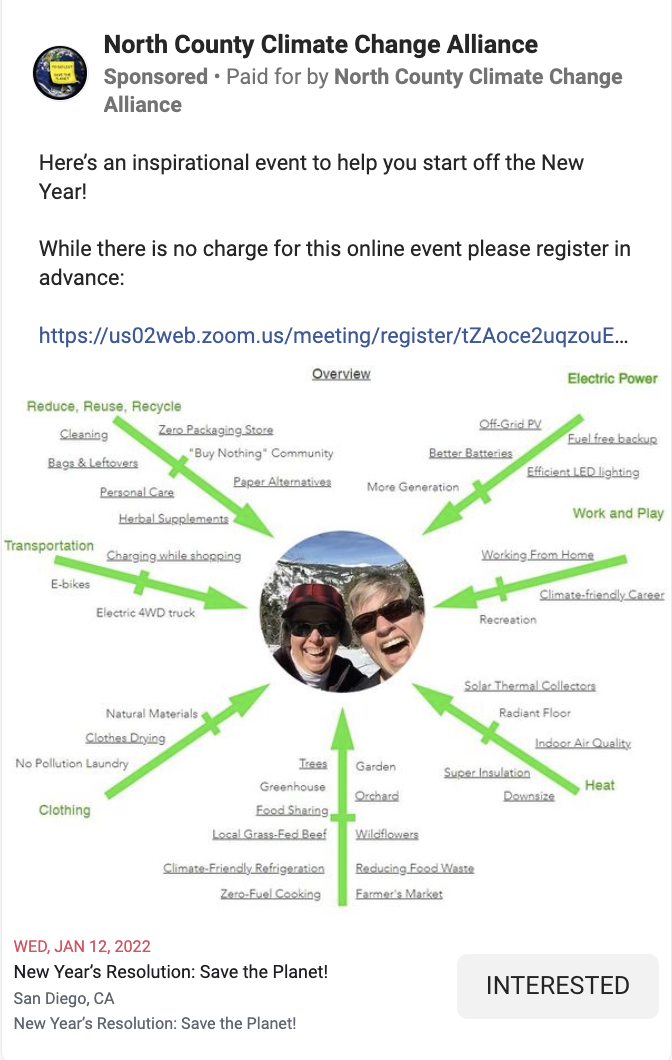 North County Climate Change Alliance
Sponsored • Paid for by North County Climate Change
Alliance
Here's an inspirational event to help you start off the New
Year!
While there is no charge for this online event please register in
advance:
https://us02web.zoom.us/meeting/register/tZAoce2uqzouE...
Overview
Reduce, Reuse, Recycle
Cleaning
Zero Packaging Store
"Buy Nothing" Community
Bags & Leftovers
Paper Alternatives
Personal Care
Herbal Supplements
Electric Power
Off-Grid PV
Fuel free backup
Better Batteries
Efficient LED lighting
More Generation
Transportation
Charging while shopping
E-bikes
Electric 4WD truck
Work and Play
Working From Home
Climate-friendly Career
Recreation
Natural Materials
Clothes Drying
No Pollution Laundry
Clothing
Solar Thermal Collectors
Radiant Floor
Indoor Air Quality
Super Insulation
Downsize
Heat
Trees
Garden
Greenhouse
Orchard
Food Sharing
Local Grass-Fed Beef
Wildflowers
Climate-Friendly Refrigeration
Reducing Food Waste
Zero-Fuel Cooking
Farmer's Market
WED, JAN 12, 2022
New Year's Resolution: Save the Planet!
San Diego, CA
New Year's Resolution: Save the Planet!
INTERESTED